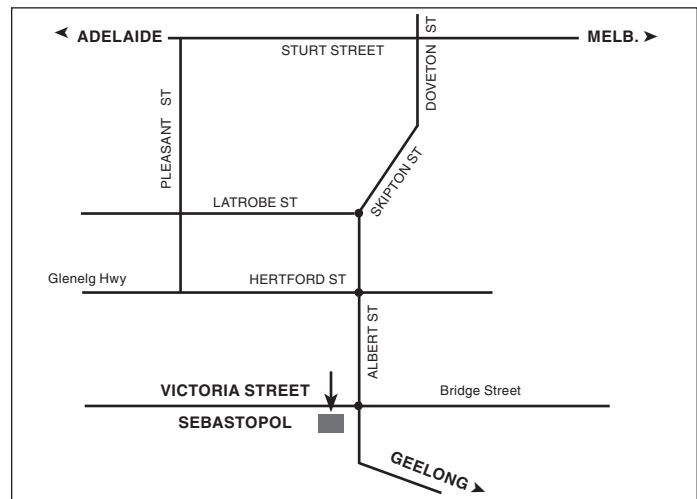 ADELAIDE
MELB.
STURT STREET
DOVETON ST
PLEASANT ST
SKIPTON ST
LATROBE ST
Glenelg Hwy
HERTFORD ST
ALBERT ST
VICTORIA STREET
Bridge Street
SEBASTOPOL
GEELONG